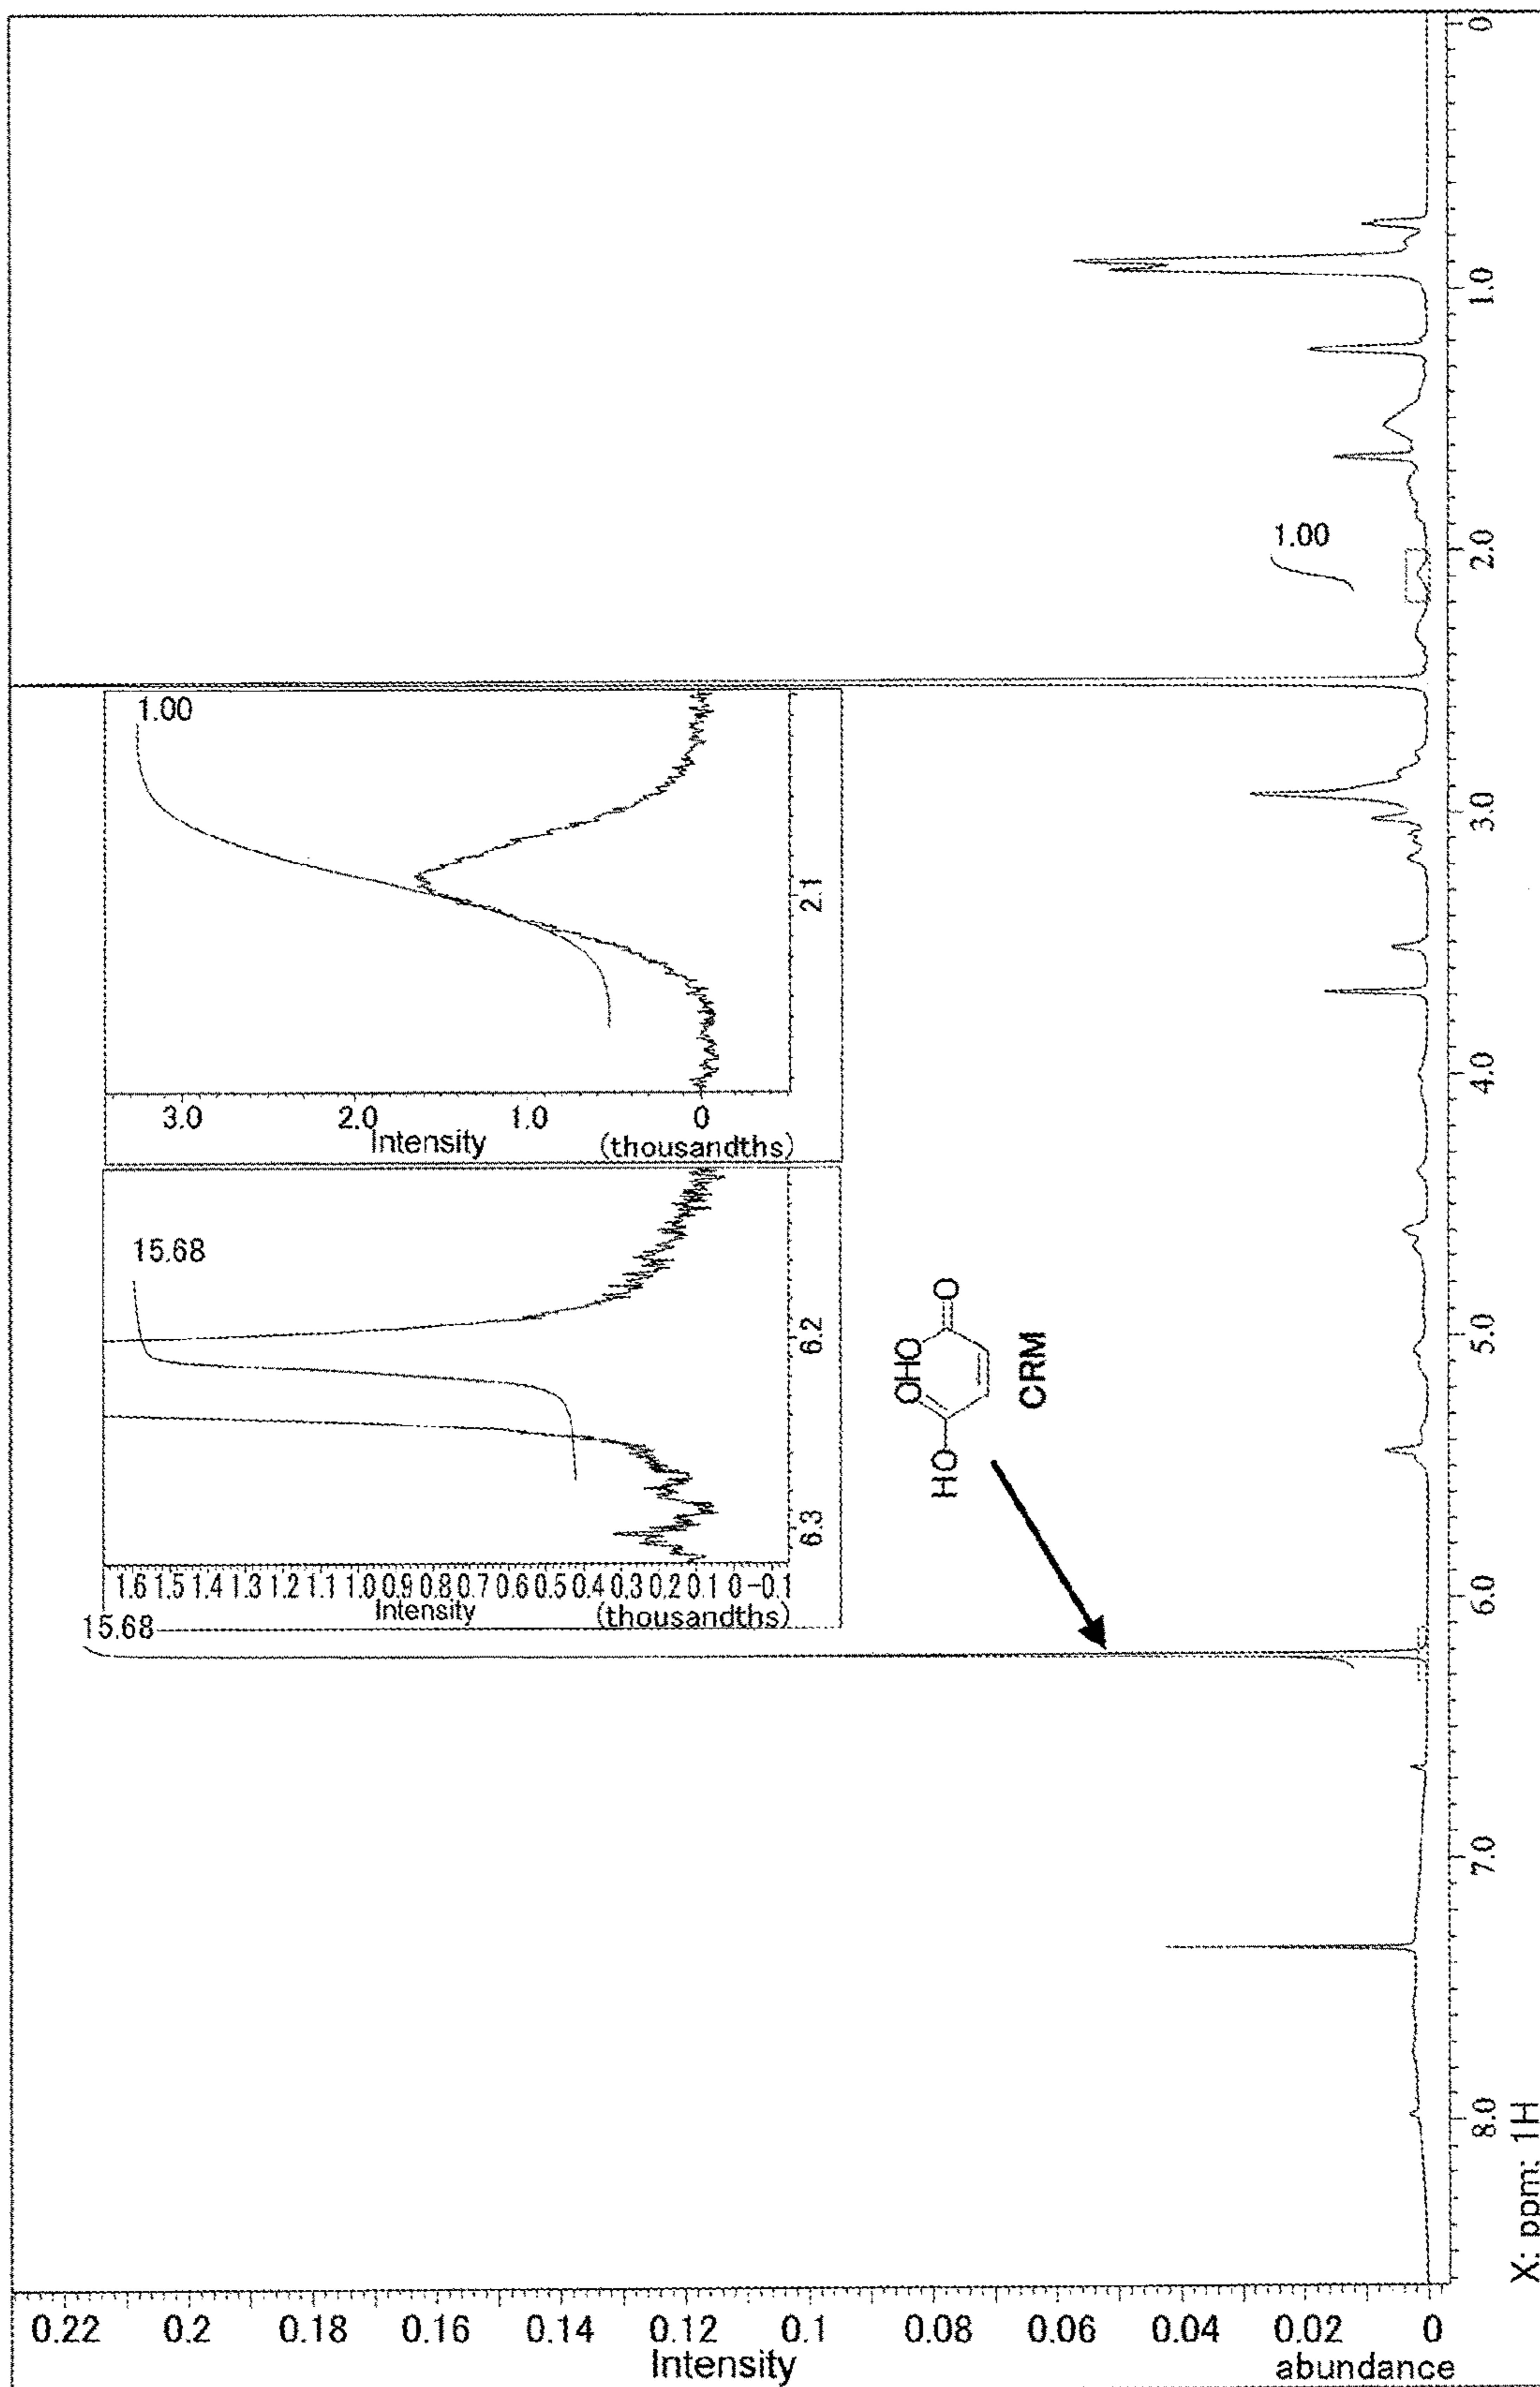 0.22 0.2 0.18 0.16 0.14 0.12 0.1 0.08 0.06 0.04 0.02 0
Intensity
abundance
X: ppm: 1H
8.0 7.0 6.0 5.0 4.0 3.0 2.0 1.0 0
15.68
15.68
1.6 1.5 1.4 1.3 1.2 1.1 1.0 0.9 0.8 0.7 0.6 0.5 0.4 0.3 0.2 0.1 0 -0.1
Intensity
(thousandths)
6.3 6.2
1.00
3.0 2.0 1.0 0
Intensity
(thousandths)
2.1
HO
OHO
O
CRM
1.00